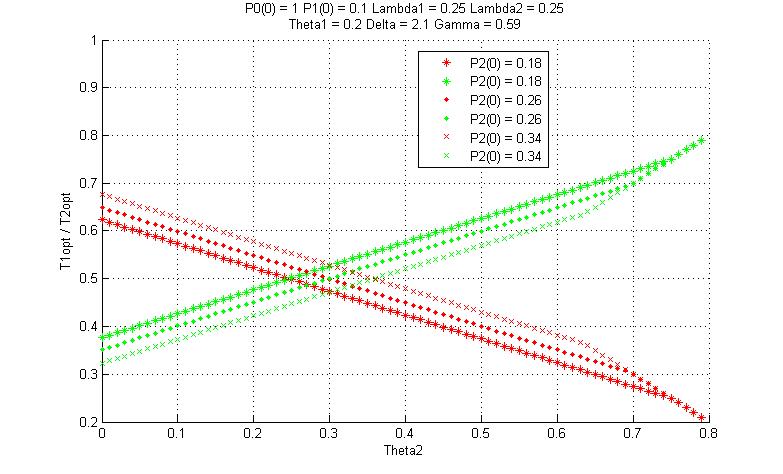 P0(0) = 1 P1(0) = 0.1 Lambda1 = 0.25 Lambda2 = 0.25
Theta1 = 0.2 Delta = 2.1 Gamma = 0.59
1
0.9
0.8
0.7
0.6
0.5
0.4
0.3
0.2
T1opt / T2opt
P2(0) = 0.18
P2(0) = 0.18
P2(0) = 0.26
P2(0) = 0.26
P2(0) = 0.34
P2(0) = 0.34
0 0.1 0.2 0.3 0.4 0.5 0.6 0.7 0.8
Theta2